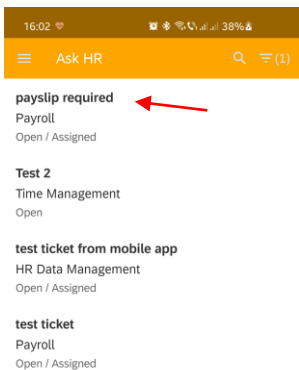 16:02 38%
Ask HR (1)
payslip required
Payroll
Open / Assigned
Test 2
Time Management
Open
test ticket from mobile app
HR Data Management
Open / Assigned
test ticket
Payroll
Open / Assigned